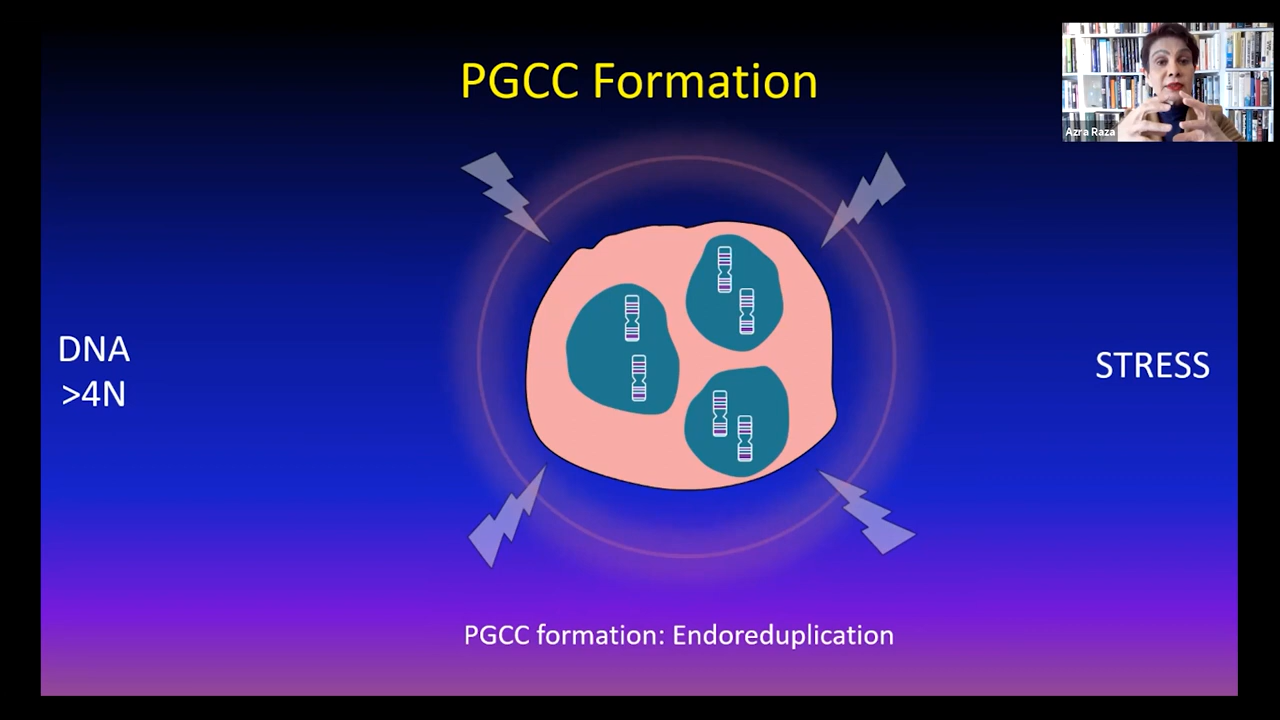 PGCC Formation
Azra Raza
DNA
>4N
STRESS
PGCC formation: Endoreduplication